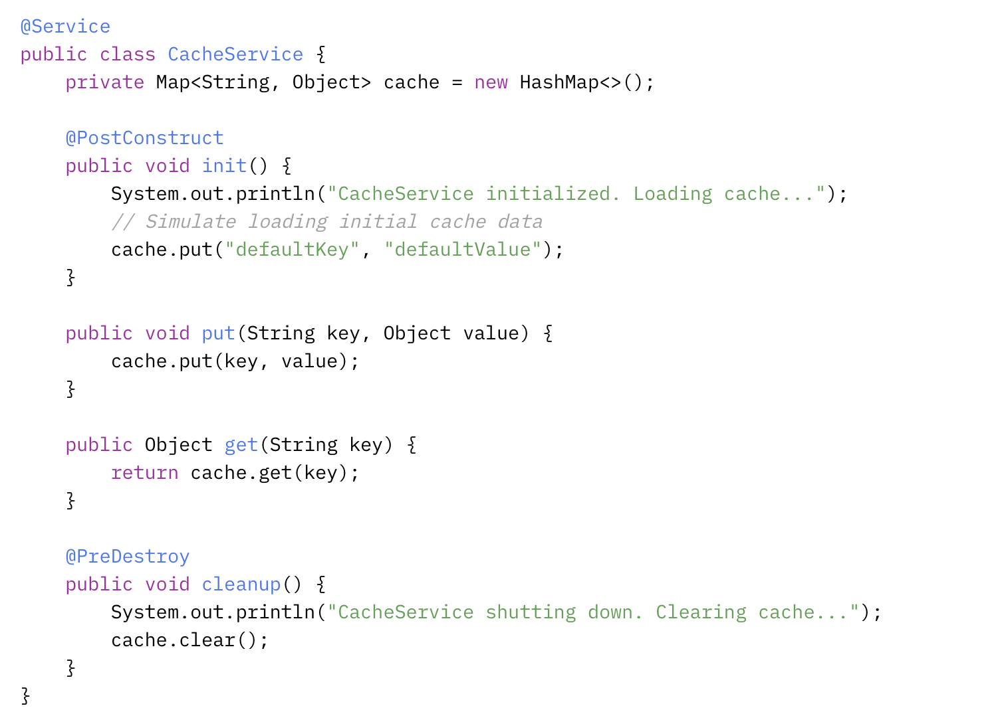 @Service
public class CacheService {
    private Map<String, Object> cache = new HashMap<>();

    @PostConstruct
    public void init() {
        System.out.println("CacheService initialized. Loading cache...");
        // Simulate loading initial cache data
        cache.put("defaultKey", "defaultValue");
    }

    public void put(String key, Object value) {
        cache.put(key, value);
    }

    public Object get(String key) {
        return cache.get(key);
    }

    @PreDestroy
    public void cleanup() {
        System.out.println("CacheService shutting down. Clearing cache...");
        cache.clear();
    }
}